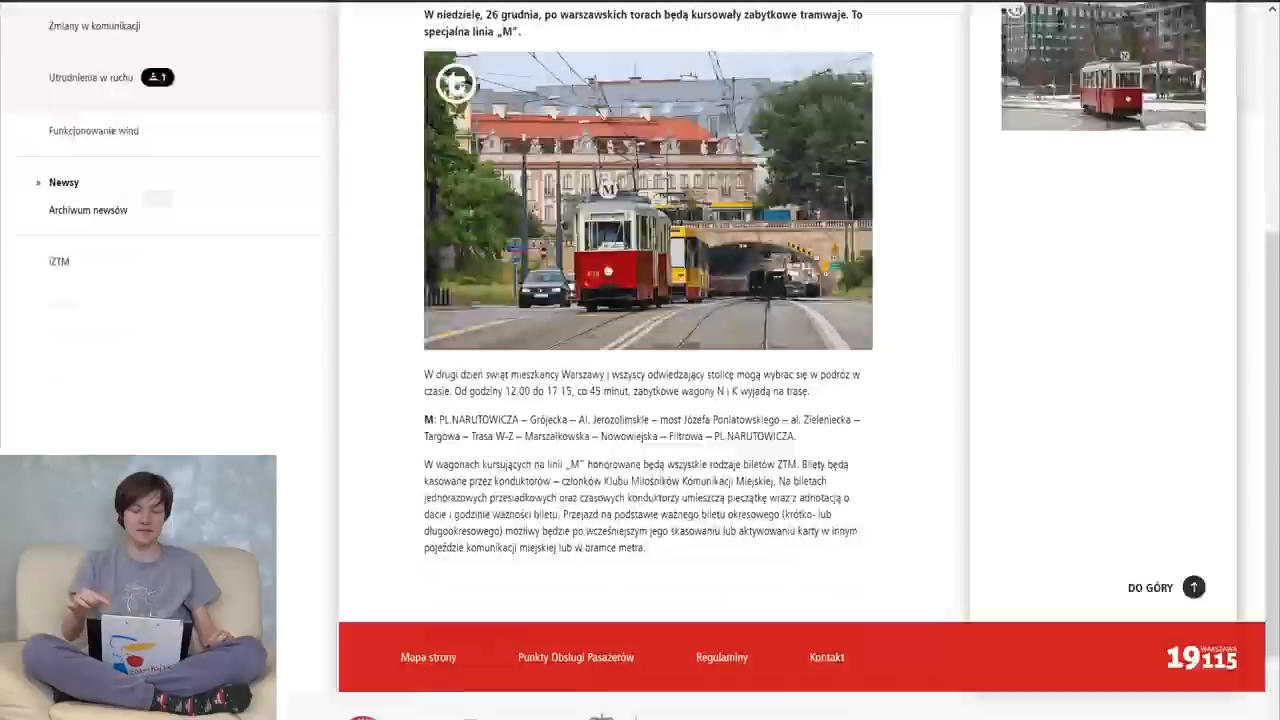 Zmiany w komunikacji
Utrudnienia w ruchu 1
Funkcjonowanie wind
» Newsy
Archiwum newsów
iZTM
W niedzielę, 26 grudnia, po warszawskich torach będą kursowały zabytkowe tramwaje. To
specjalna linia „M”.
t
M
W drugi dzień świąt mieszkańcy Warszawy i wszyscy odwiedzający stolicę mogą wybrać się w podróż w
czasie. Od godziny 12.00 do 17.15, co 45 minut, zabytkowe wagony N i K wyjadą na trasę.
M: PL.NARUTOWICZA – Grójecka – Al. Jerozolimskie – most Józefa Poniatowskiego – al. Zieleniecka –
Targowa – Trasa W-Z – Marszałkowska – Nowowiejska – Filtrowa – PL.NARUTOWICZA.
W wagonach kursujących na linii „M” honorowane będą wszystkie rodzaje biletów ZTM. Bilety będą
kasowane przez konduktorów – członków Klubu Miłośników Komunikacji Miejskiej. Na biletach
jednorazowych przesiadkowych oraz czasowych konduktorzy umieszczą pieczątkę wraz z adnotacją o
dacie i godzinie ważności biletu. Przejazd na podstawie ważnego biletu okresowego (krótko- lub
długookresowego) możliwy będzie po wcześniejszym jego skasowaniu lub aktywowaniu karty w innym
pojeździe komunikacji miejskiej lub w bramce metra.
DO GÓRY
Mapa strony
Punkty Obsługi Pasażerów
Regulaminy
Kontakt
WARSZAWA
19115